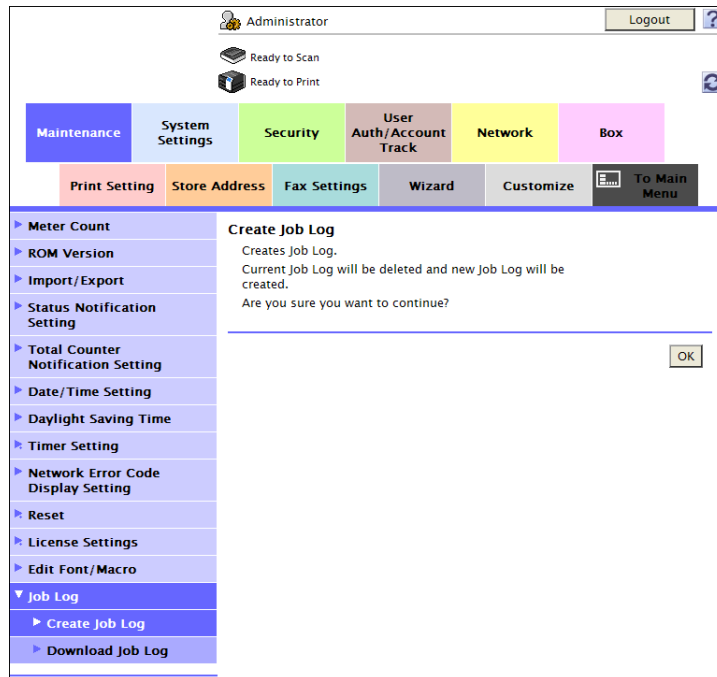 Administrator
Logout
?
Ready to Scan
Ready to Print
Maintenance
System
Settings
Security
User
Auth/Account
Track
Network
Box
Print Setting
Store Address
Fax Settings
Wizard
Customize
To Main
Menu
Meter Count
ROM Version
Import/Export
Status Notification
Setting
Total Counter
Notification Setting
Date/Time Setting
Daylight Saving Time
Timer Setting
Network Error Code
Display Setting
Reset
License Settings
Edit Font/Macro
Job Log
Create Job Log
Download Job Log
Create Job Log
Creates Job Log.
Current Job Log will be deleted and new Job Log will be
created.
Are you sure you want to continue?
OK